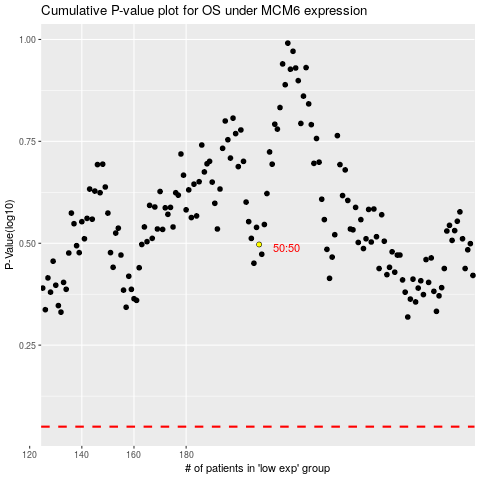 Cumulative P-value plot for OS under MCM6 expression
1.00
0.75
P-Value(log10)
0.50
50:50
0.25
120 140 160 180
# of patients in 'low exp' group